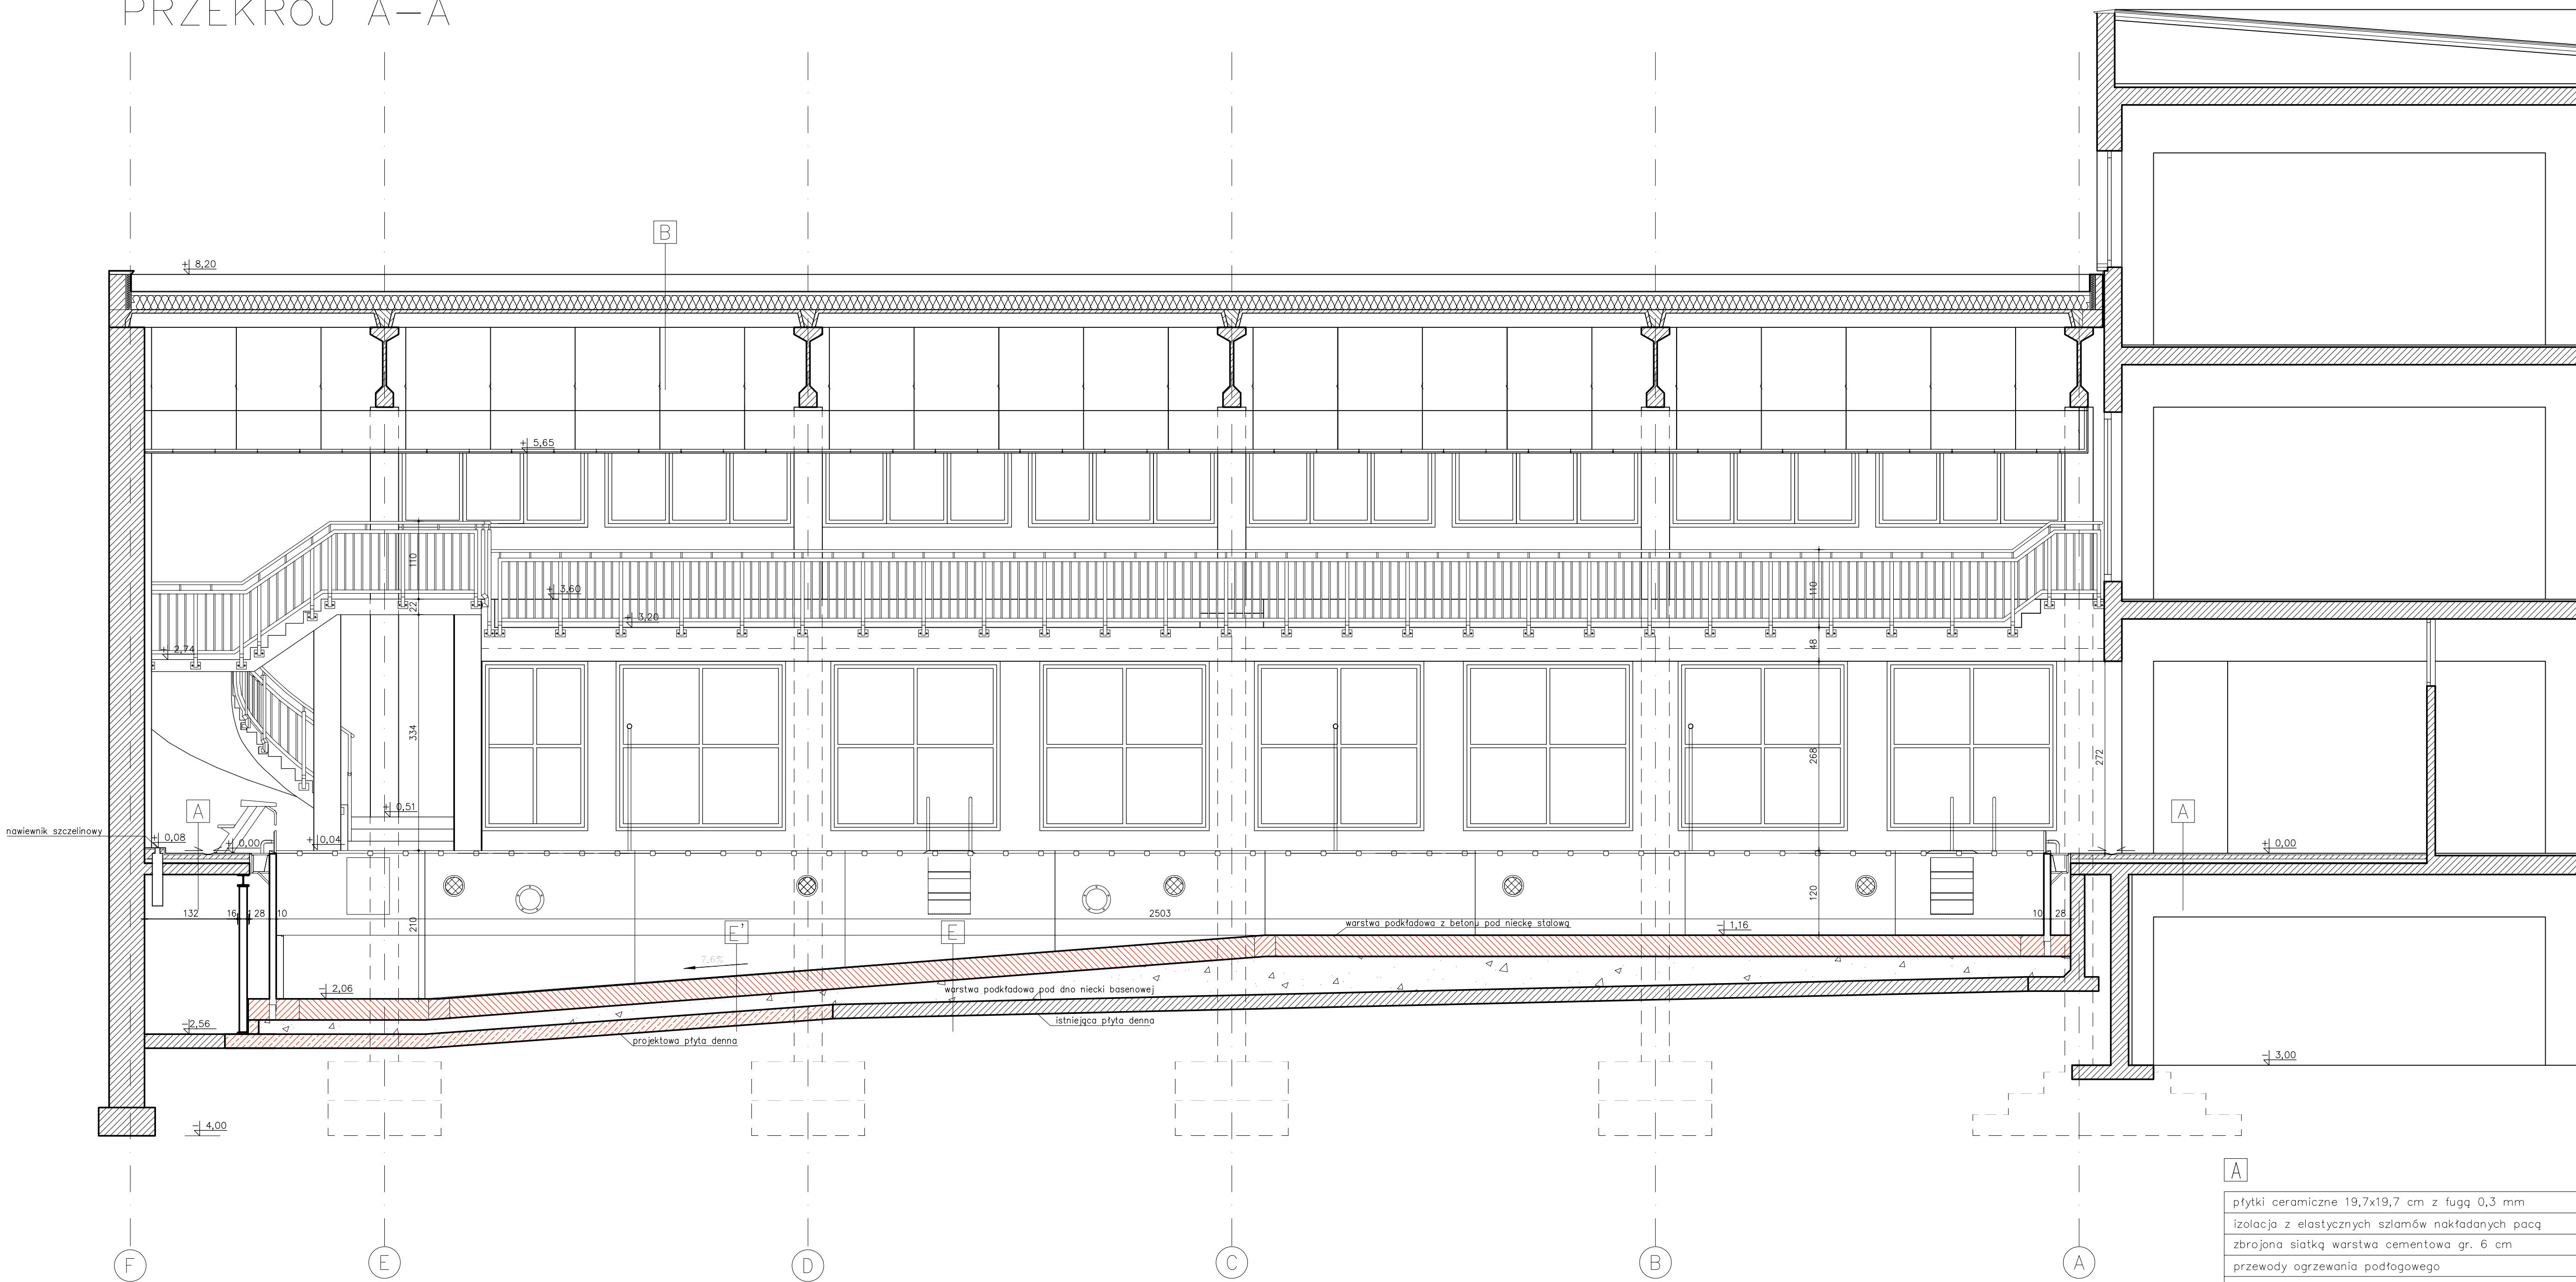 PRZEKRÓJ A-A
B
+ 8,20
+ 5,65
110
+ 3,60
22
+ 3,20
110
+ 2,74
48
334
268
272
+ 0,51
A
A
nawiewnik szczelinowy
+ 0,08
+ 0,00
+ 0,04
+ 0,00
120
132
16
28
10
210
2503
10
28
warstwa podkładowa z betonu pod nieckę stalową
- 1,16
E'
E
7.6%
- 2,06
warstwa podkładowa pod dno niecki basenowej
-2,56
istniejąca płyta denna
projektowa płyta denna
- 3,00
- 4,00
F
E
D
C
B
A
A
płytki ceramiczne 19,7x19,7 cm z fugą 0,3 mm
izolacja z elastycznych szlamów nakładanych pacą
zbrojona siatką warstwa cementowa gr. 6 cm
przewody ogrzewania podłogowego